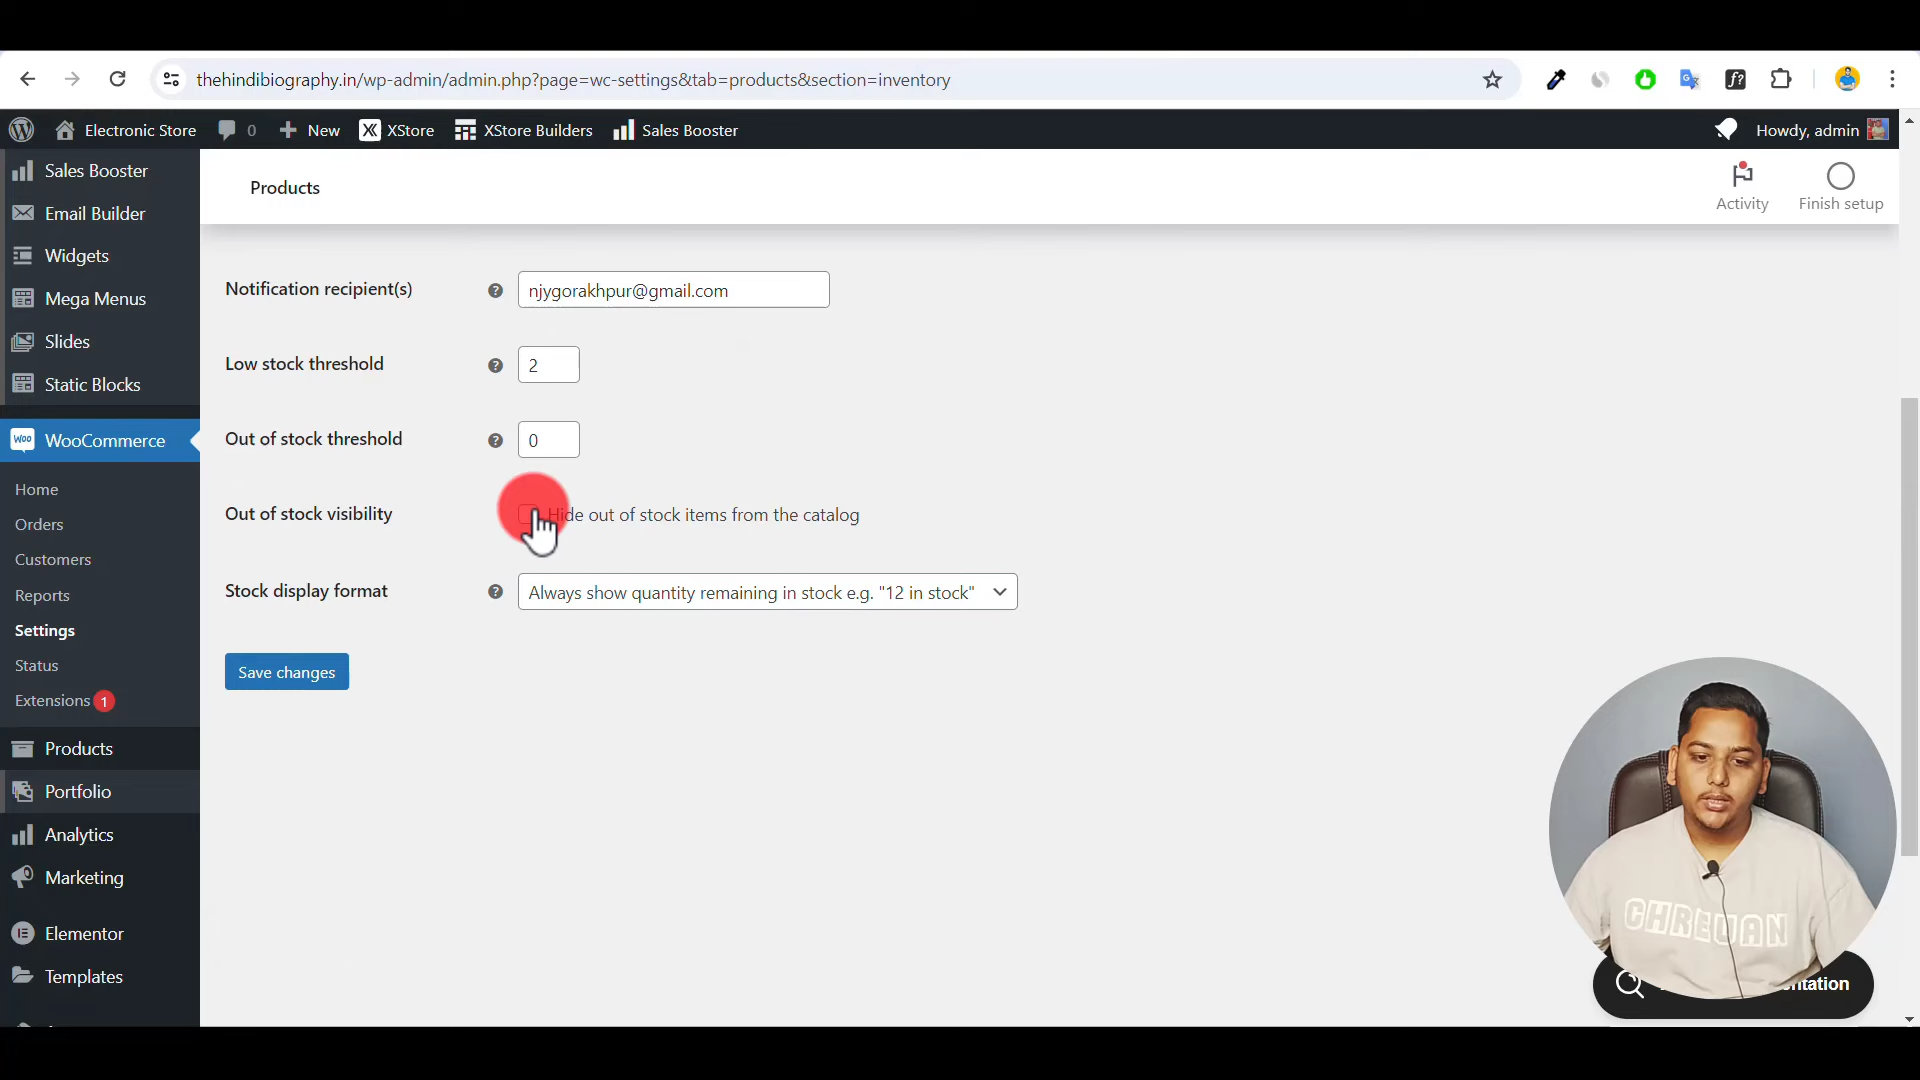 thehindibiography.in/wp-admin/admin.php?page=wc-settings&tab=products&section=inventory
Electronic Store 0 New XStore XStore Builders Sales Booster Howdy, admin
Sales Booster
Email Builder
Widgets
Mega Menus
Slides
Static Blocks
WooCommerce
Home
Orders
Customers
Reports
Settings
Status
Extensions 1
Products
Portfolio
Analytics
Marketing
Elementor
Templates
Products
Activity
Finish setup
Notification recipient(s) njygorakhpur@gmail.com
Low stock threshold 2
Out of stock threshold 0
Out of stock visibility Hide out of stock items from the catalog
Stock display format Always show quantity remaining in stock e.g. "12 in stock"
Save changes